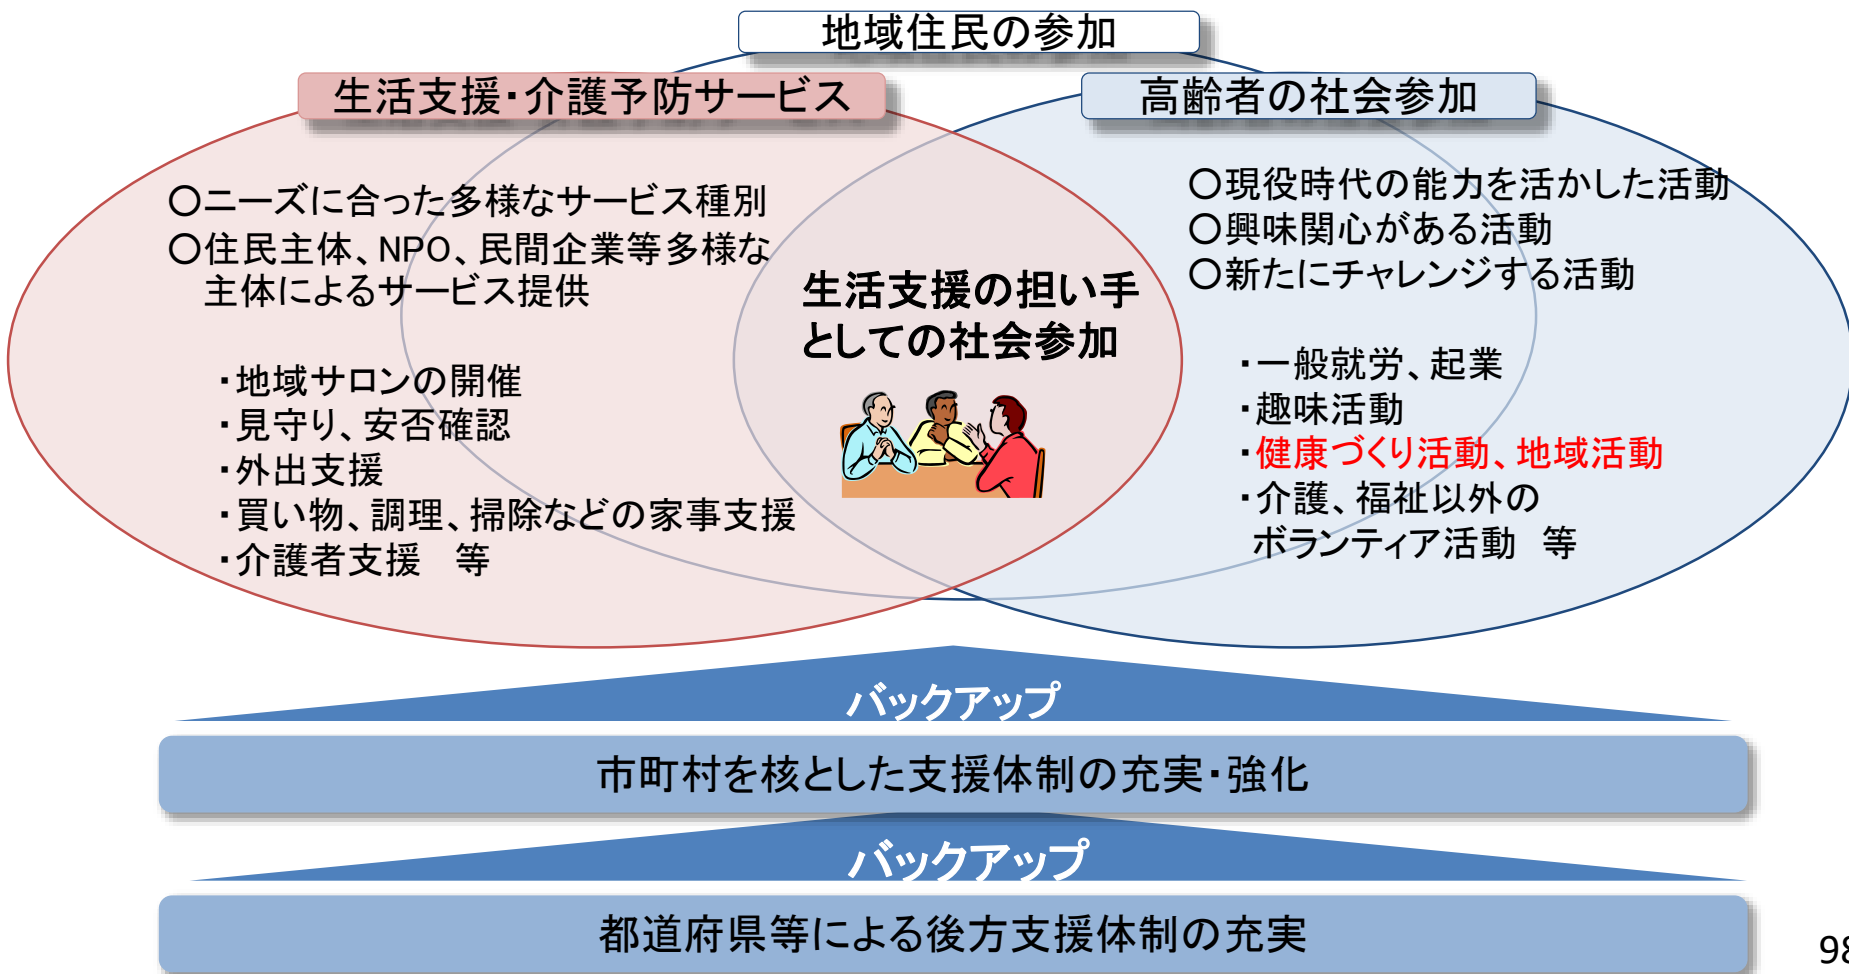 地域住民の参加
生活支援・介護予防サービス
〇ニーズに合った多様なサービス種別
〇住民主体、NPO、民間企業等多様な
主体によるサービス提供
・地域サロンの開催
・見守り、安否確認
・外出支援
・買い物、調理、掃除などの家事支援
・介護者支援　等
生活支援の担い手
としての社会参加
高齢者の社会参加
〇現役時代の能力を活かした活動
〇興味関心がある活動
〇新たにチャレンジする活動
・一般就労、起業
・趣味活動
・健康づくり活動、地域活動
・介護、福祉以外の
ボランティア活動　等
バックアップ
市町村を核とした支援体制の充実・強化
バックアップ
都道府県等による後方支援体制の充実
98